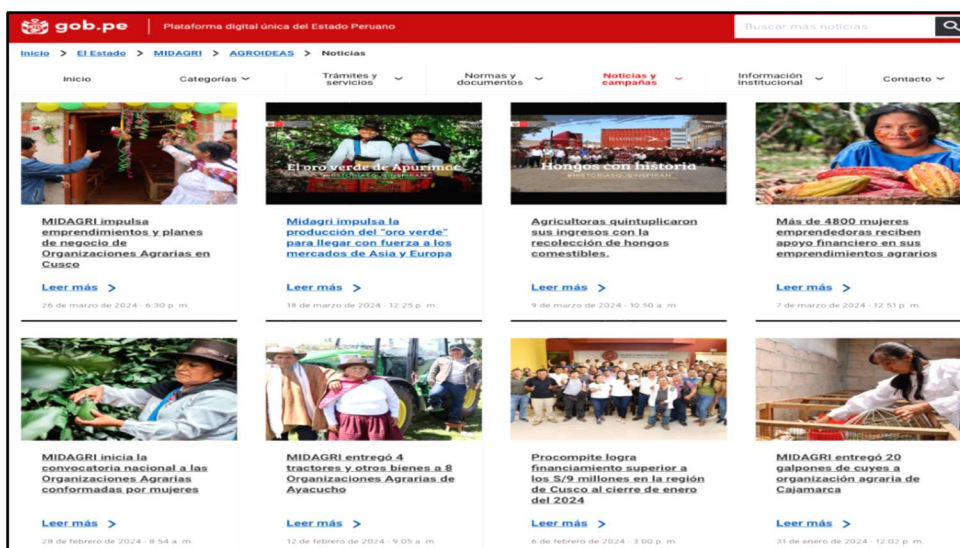 gob.pe
Plataforma digital única del Estado Peruano
Buscar más noticias
Inicio > El Estado > MIDAGRI > AGROIDEAS > Noticias
Inicio
Categorías
Trámites y
servicios
Normas y
documentos
Noticias y
campañas
Información
institucional
Contacto
El oro verde de Apurímac
#HISTORIASQUEINSPIRAN
Hongos con historia
#HISTORIASQUEINSPIRAN
MIDAGRI impulsa
emprendimientos y planes
de negocio de
Organizaciones Agrarias en
Cusco
Leer más >
26 de marzo de 2024 - 6:30 p. m.
Midagri impulsa la
producción del "oro verde"
para llegar con fuerza a los
mercados de Asia y Europa
Leer más >
18 de marzo de 2024 - 12:25 p. m.
Agricultoras quintuplicaron
sus ingresos con la
recolección de hongos
comestibles.
Leer más >
9 de marzo de 2024 - 10:50 a. m.
Más de 4800 mujeres
emprendedoras reciben
apoyo financiero en sus
emprendimientos agrarios
Leer más >
7 de marzo de 2024 - 12:51 p. m.
MIDAGRI inicia la
convocatoria nacional a las
Organizaciones Agrarias
conformadas por mujeres
Leer más >
28 de febrero de 2024 - 8:54 a. m.
MIDAGRI entregó 4
tractores y otros bienes a 8
Organizaciones Agrarias de
Ayacucho
Leer más >
12 de febrero de 2024 - 9:05 a. m.
Procompite logra
financiamiento superior a
los S/9 millones en la región
de Cusco al cierre de enero
del 2024
Leer más >
6 de febrero de 2024 - 3:00 p. m.
MIDAGRI entregó 20
galpones de cuyes a
organización agraria de
Cajamarca
Leer más >
31 de enero de 2024 - 12:02 p. m.